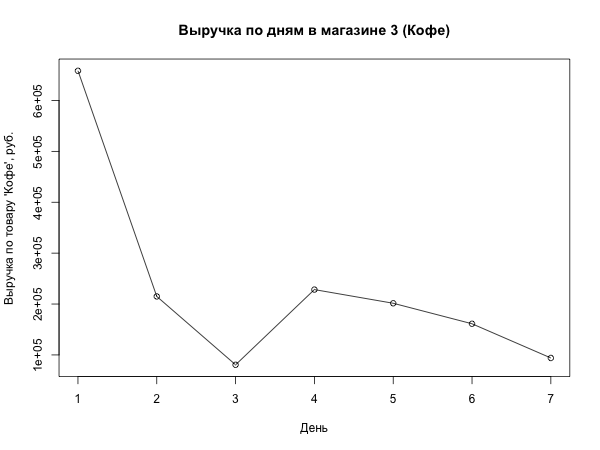 Выручка по дням в магазине 3 (Кофе)
Выручка по товару 'Кофе', руб.
6e+05
5e+05
4e+05
3e+05
2e+05
1e+05
1 2 3 4 5 6 7
День